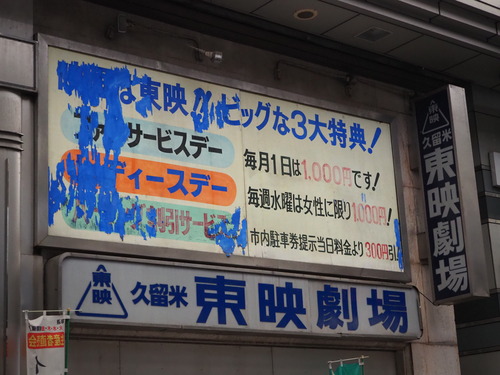 は東映 ビッグな3大特典!
サービスデー
毎月1日は1,000円です!
ディースデー
毎週水曜は女性に限り1,000円!
割引サービス
市内駐車券提示当日料金より300円引
東映
久留米 東映劇場
久留米 東映劇場